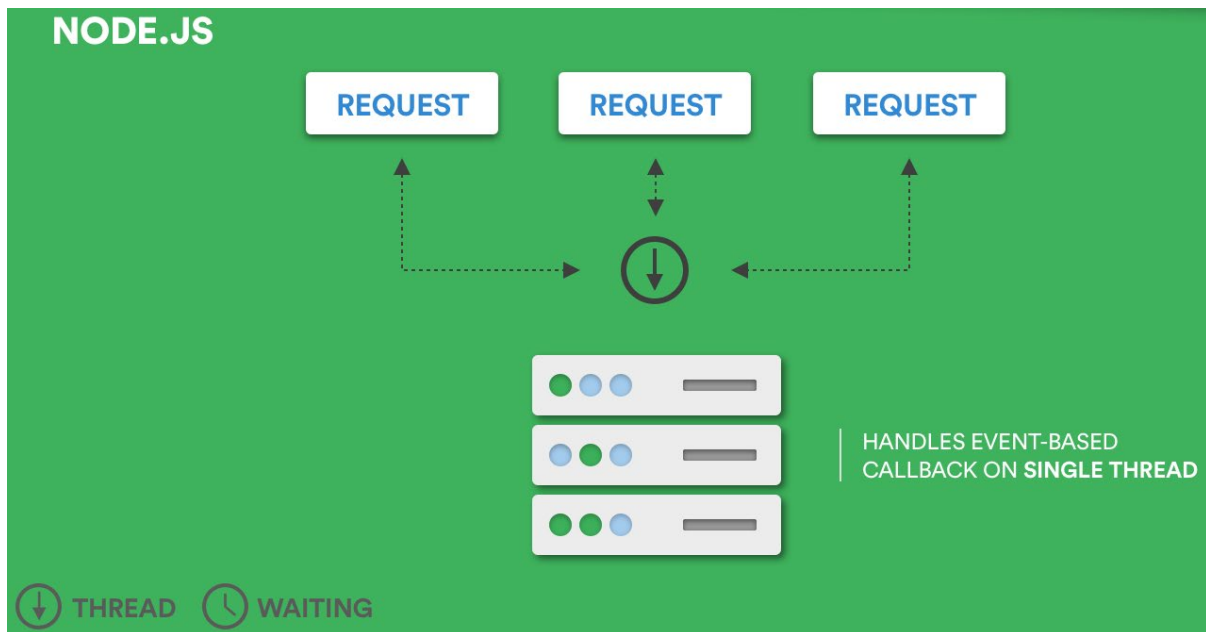 NODE.JS
REQUEST REQUEST REQUEST
HANDLES EVENT-BASED
CALLBACK ON SINGLE THREAD
THREAD WAITING